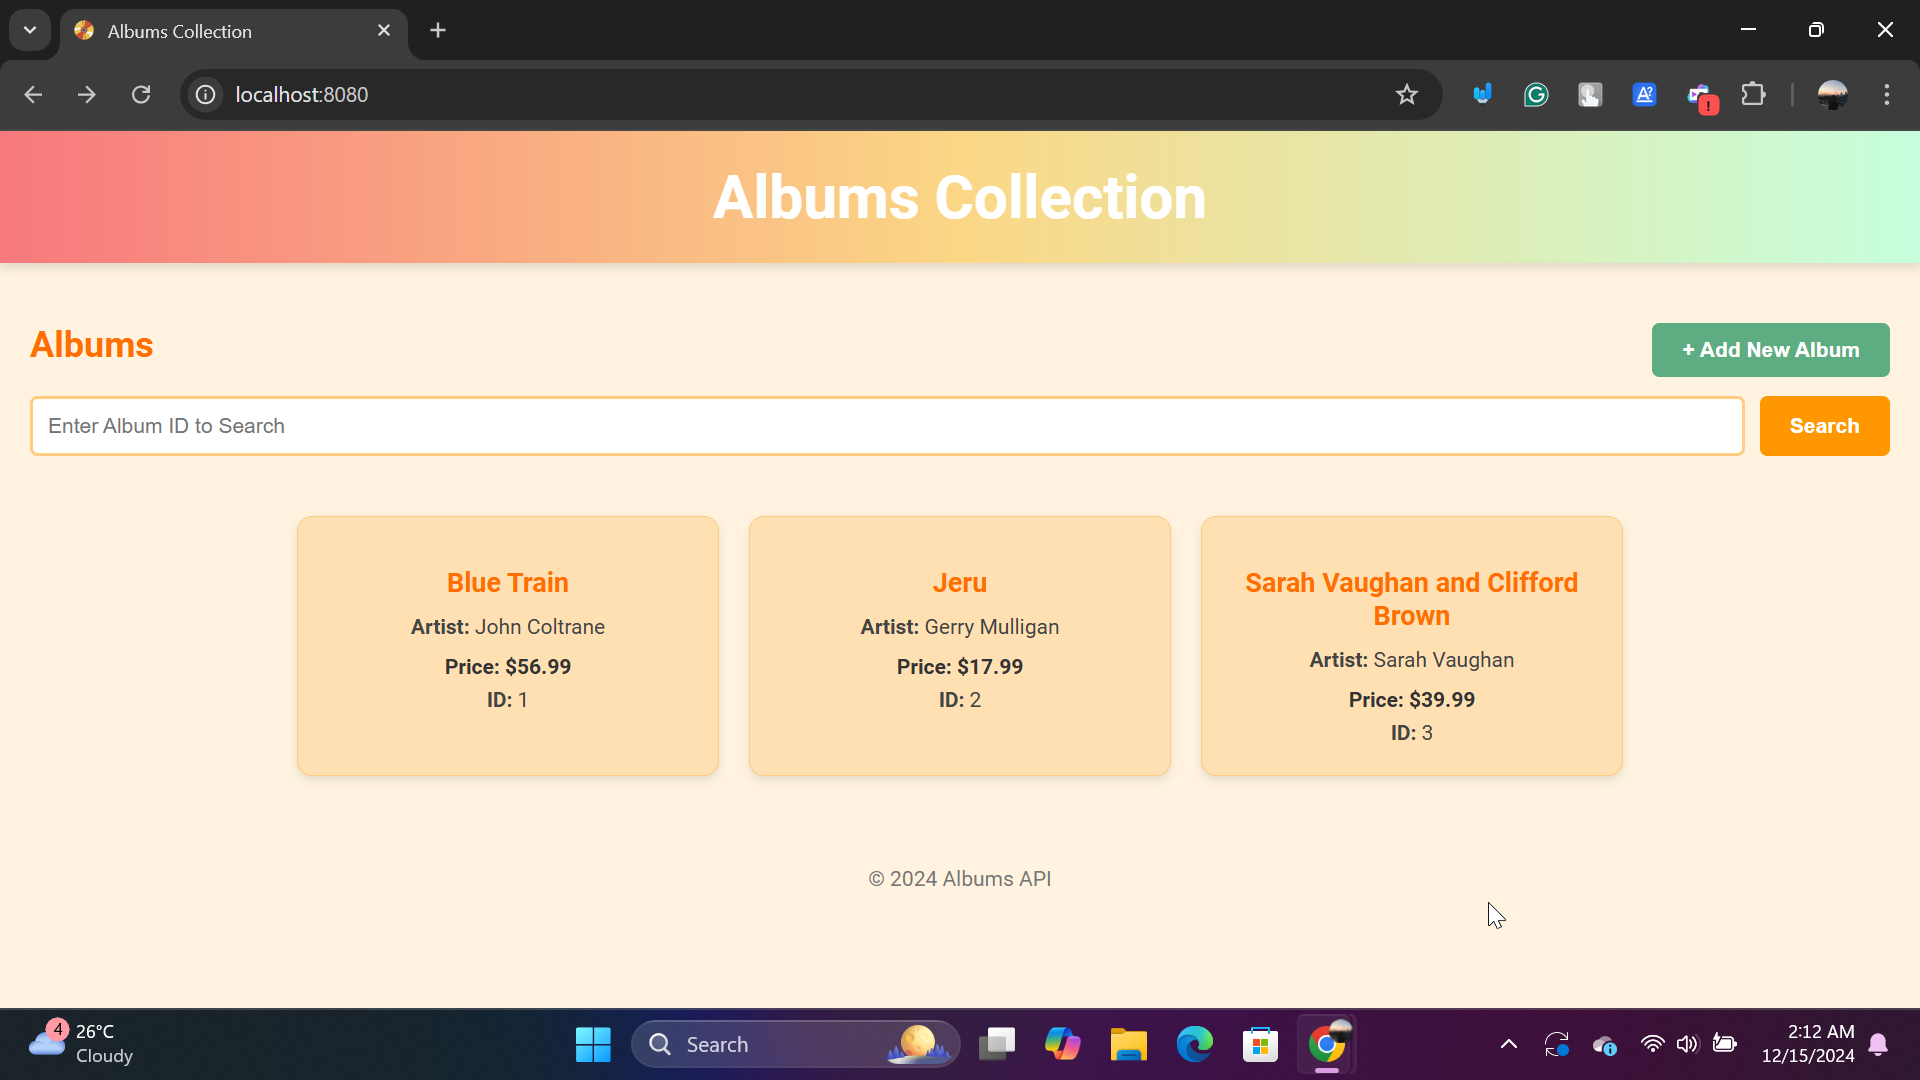 Albums Collection
localhost:8080
Albums Collection
Albums
+ Add New Album
Enter Album ID to Search
Search
Blue Train
Artist: John Coltrane
Price: $56.99
ID: 1
Jeru
Artist: Gerry Mulligan
Price: $17.99
ID: 2
Sarah Vaughan and Clifford
Brown
Artist: Sarah Vaughan
Price: $39.99
ID: 3
© 2024 Albums API
4
26°C
Cloudy
Search
2:12 AM
12/15/2024